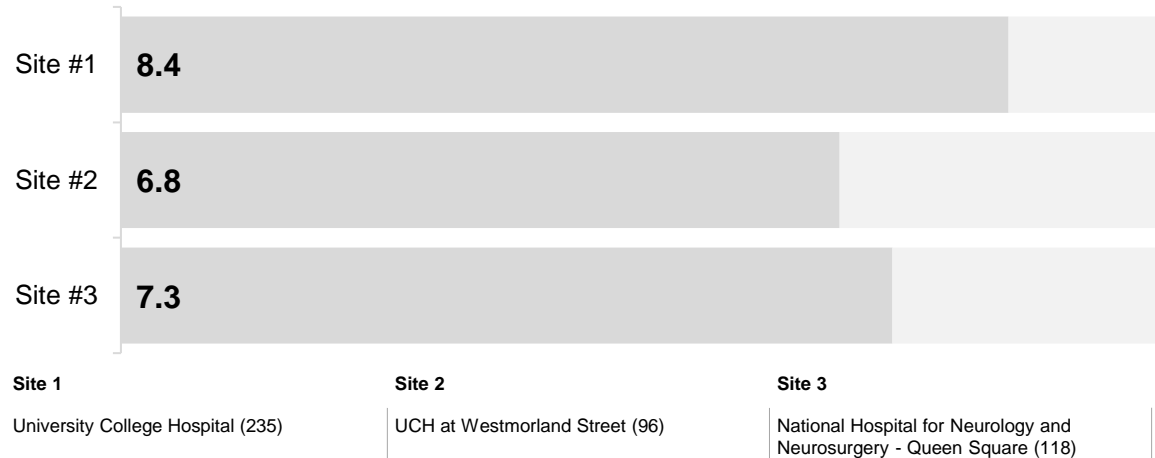 Site #1
8.4
Site #2
6.8
Site #3
7.3
Site 1
University College Hospital (235)
Site 2
UCH at Westmorland Street (96)
Site 3
National Hospital for Neurology and
Neurosurgery - Queen Square (118)